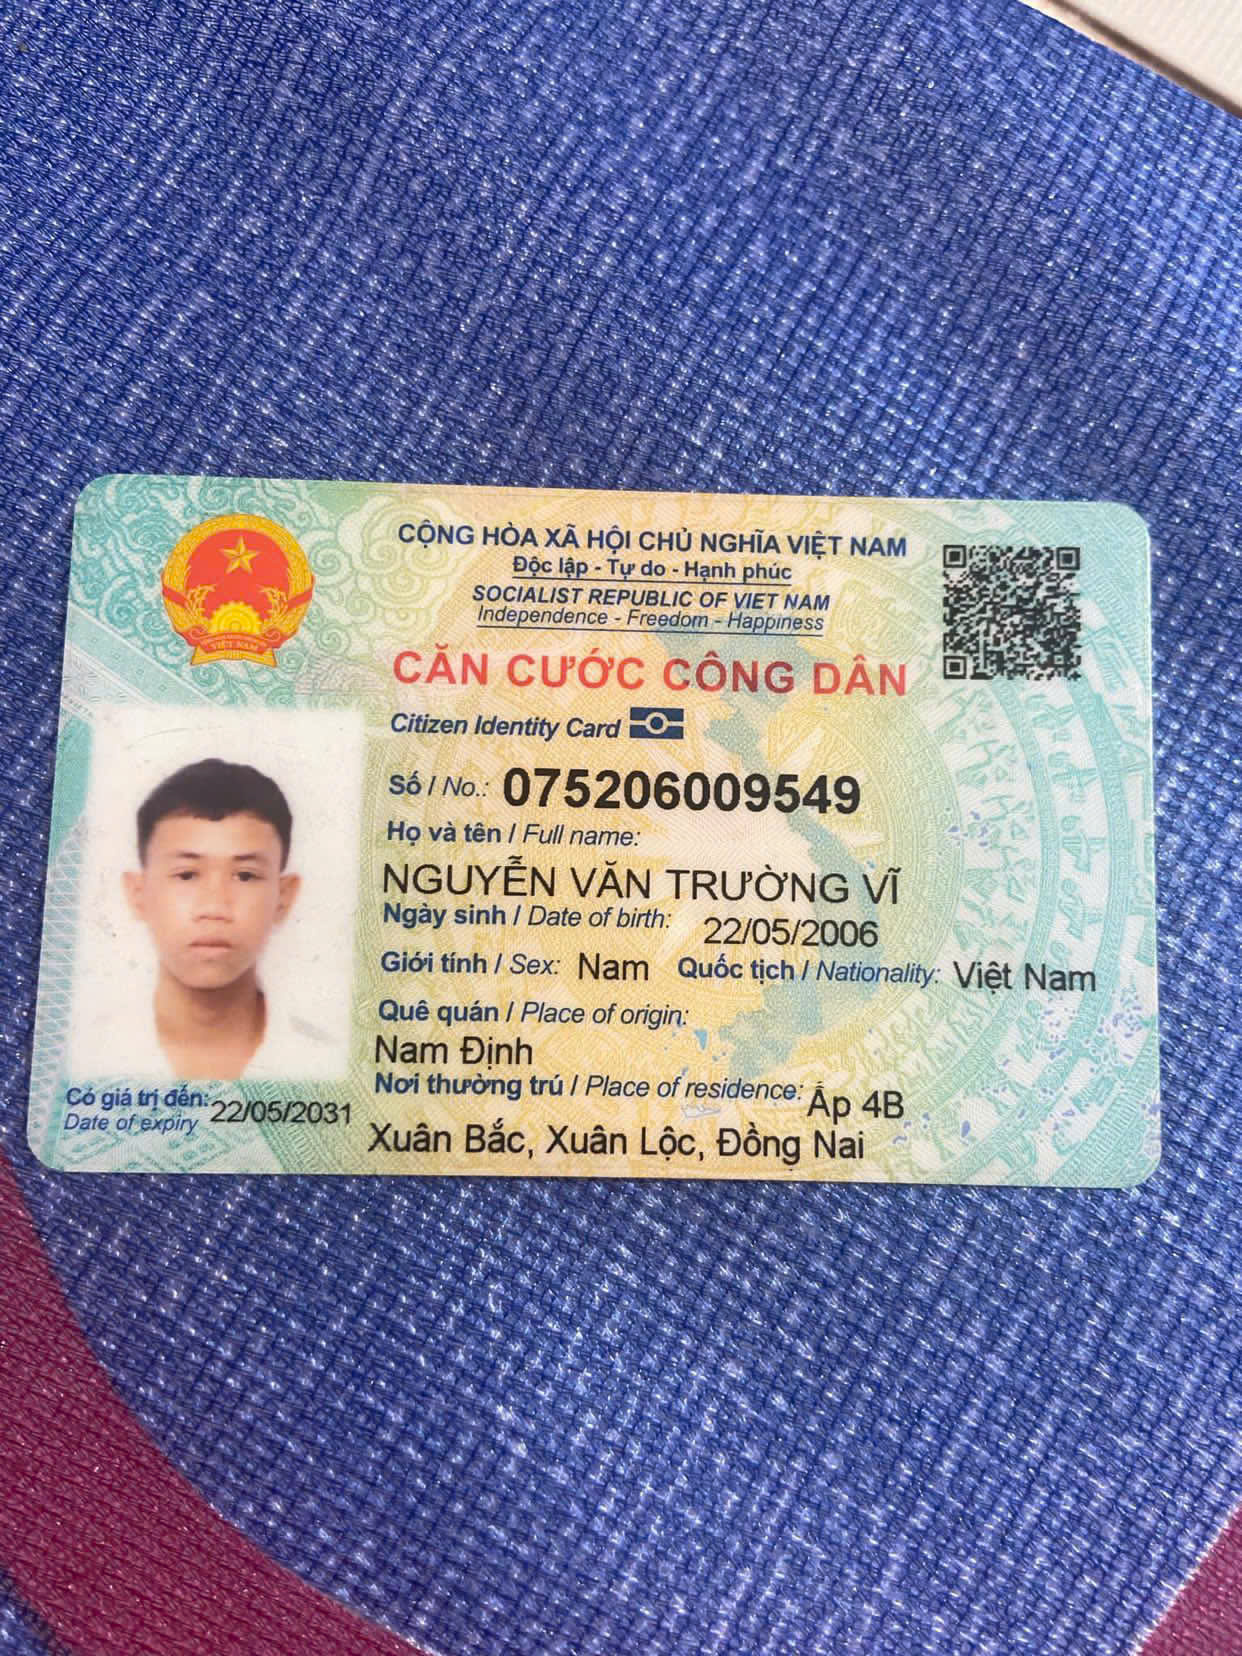 CỘNG HÒA XÃ HỘI CHỦ NGHĨA VIỆT NAM
Độc lập - Tự do - Hạnh phúc
SOCIALIST REPUBLIC OF VIET NAM
Independence - Freedom - Happiness
CĂN CƯỚC CÔNG DÂN
Citizen Identity Card
Số / No.: 075206009549
Họ và tên / Full name:
NGUYỄN VĂN TRƯỜNG VĨ
Ngày sinh / Date of birth: 22/05/2006
Giới tính / Sex: Nam Quốc tịch / Nationality: Việt Nam
Quê quán / Place of origin:
Nam Định
Nơi thường trú / Place of residence: Ấp 4B
Xuân Bắc, Xuân Lộc, Đồng Nai
Có giá trị đến: 22/05/2031
Date of expiry
VIỆT NAM